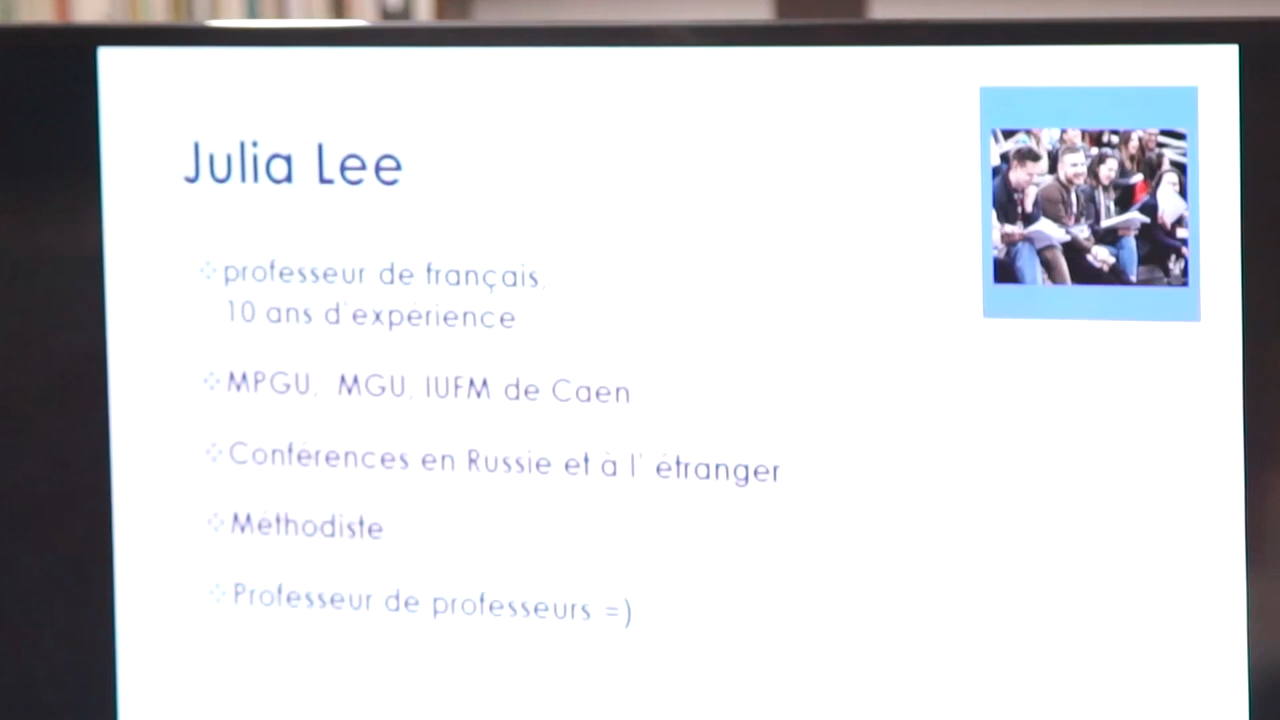 Julia Lee
professeur de français,
10 ans d'expérience
MPGU, MGU, IUFM de Caen
Conférences en Russie et à l' étranger
Méthodiste
Professeur de professeurs =)